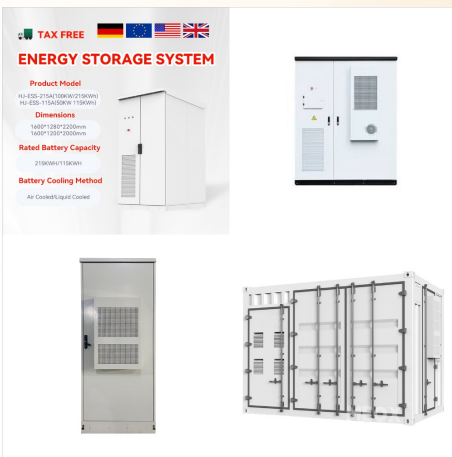 TAX FREE
ENERGY STORAGE SYSTEM
Product Model
HJ-ESS-215A(100KW/215KWh)
HJ-ESS-115A(50KW 115KWh)
Dimensions
1600*1280*2200mm
1600*1200*2000mm
Rated Battery Capacity
215KWH/115KWH
Battery Cooling Method
Air Cooled/Liquid Cooled